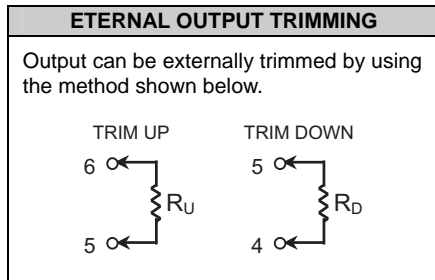 ETERNAL OUTPUT TRIMMING
Output can be externally trimmed by using
the method shown below.
TRIM UP TRIM DOWN
6 5
RU RD
5 4